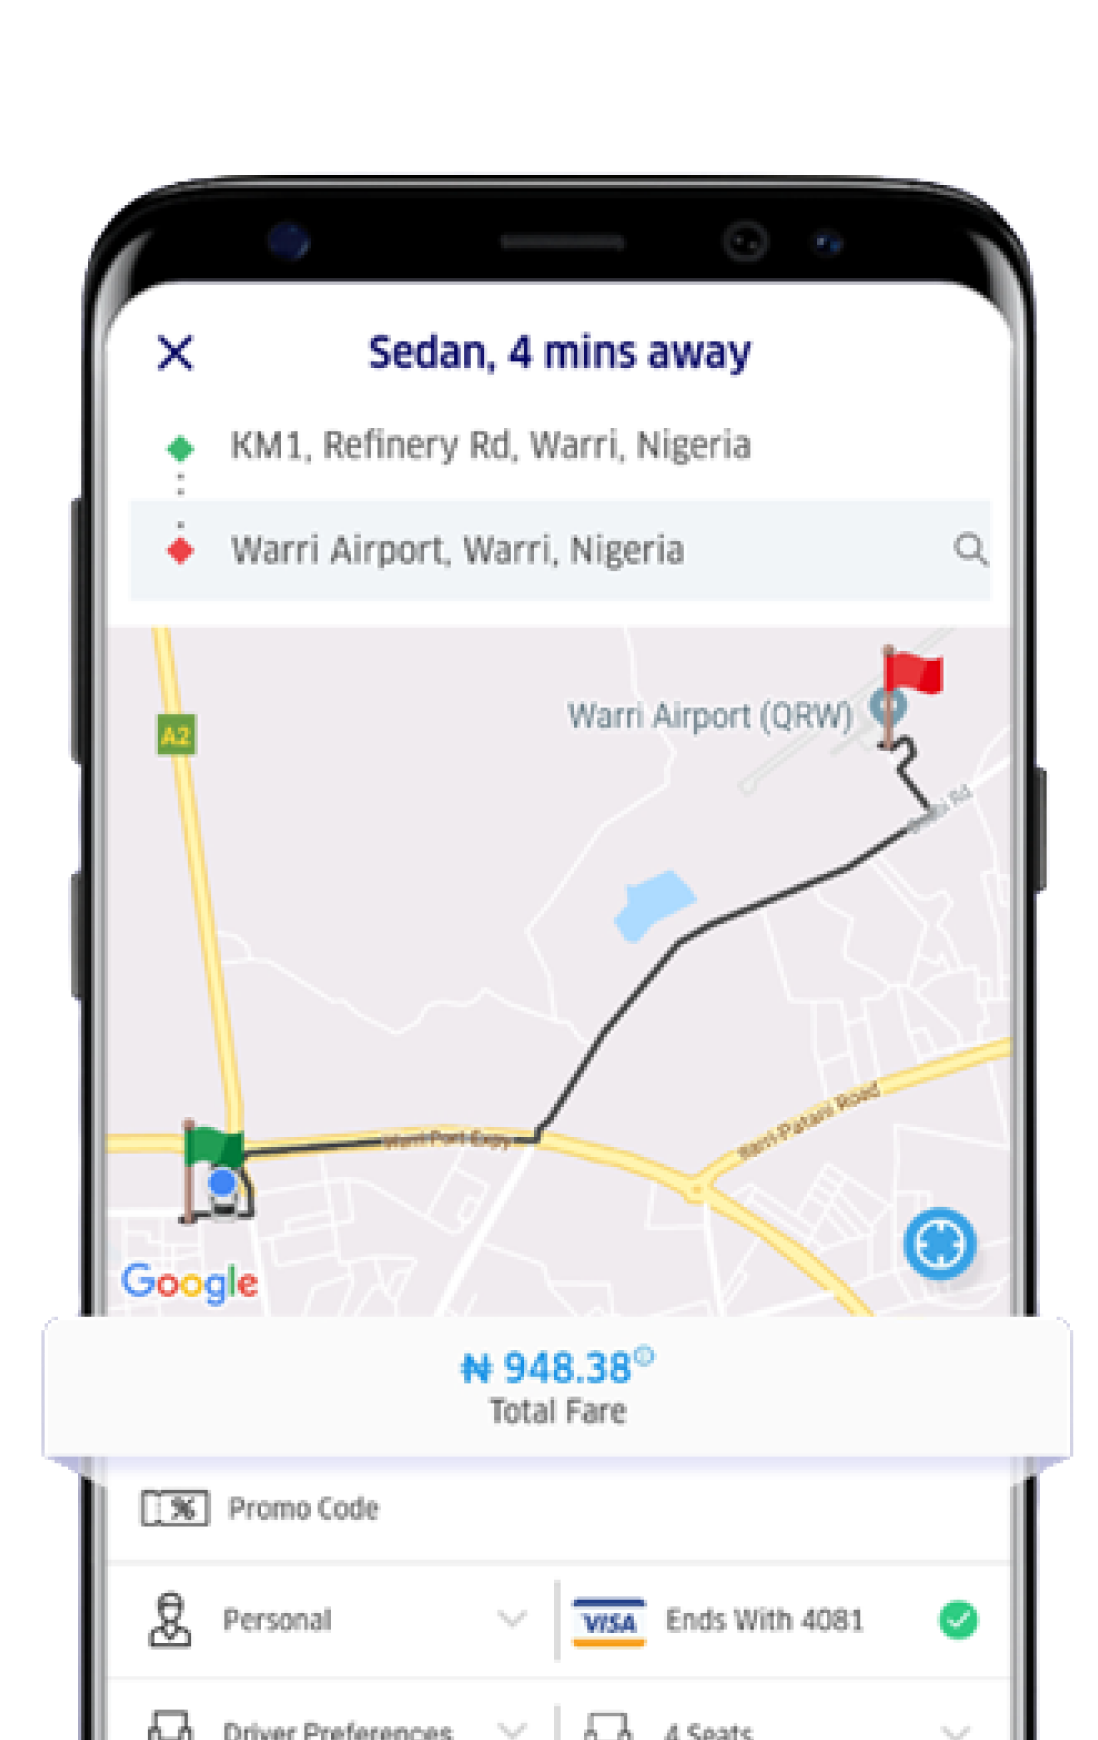 Sedan, 4 mins away
KM1, Refinery Rd, Warri, Nigeria
Warri Airport, Warri, Nigeria
A2
Warri Airport (QRW)
Rd
Warri Port Expy
Warri-Patani Road
Google
₦ 948.38
Total Fare
% Promo Code
Personal
VISA Ends With 4081
Driver Preferences
4 Seats